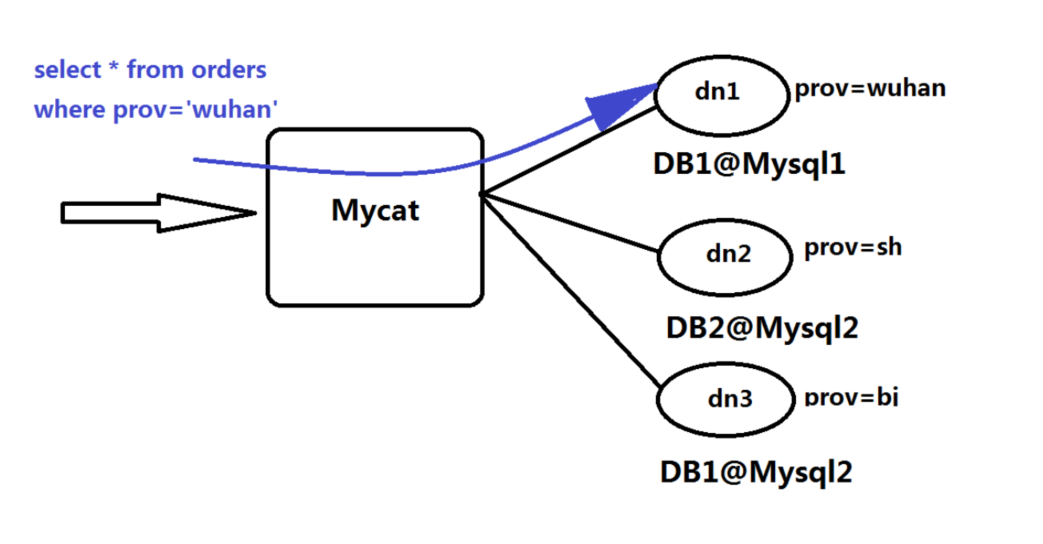 select * from orders
where prov='wuhan'
Mycat
dn1
prov=wuhan
DB1@Mysql1
dn2
prov=sh
DB2@Mysql2
dn3
prov=bi
DB1@Mysql2